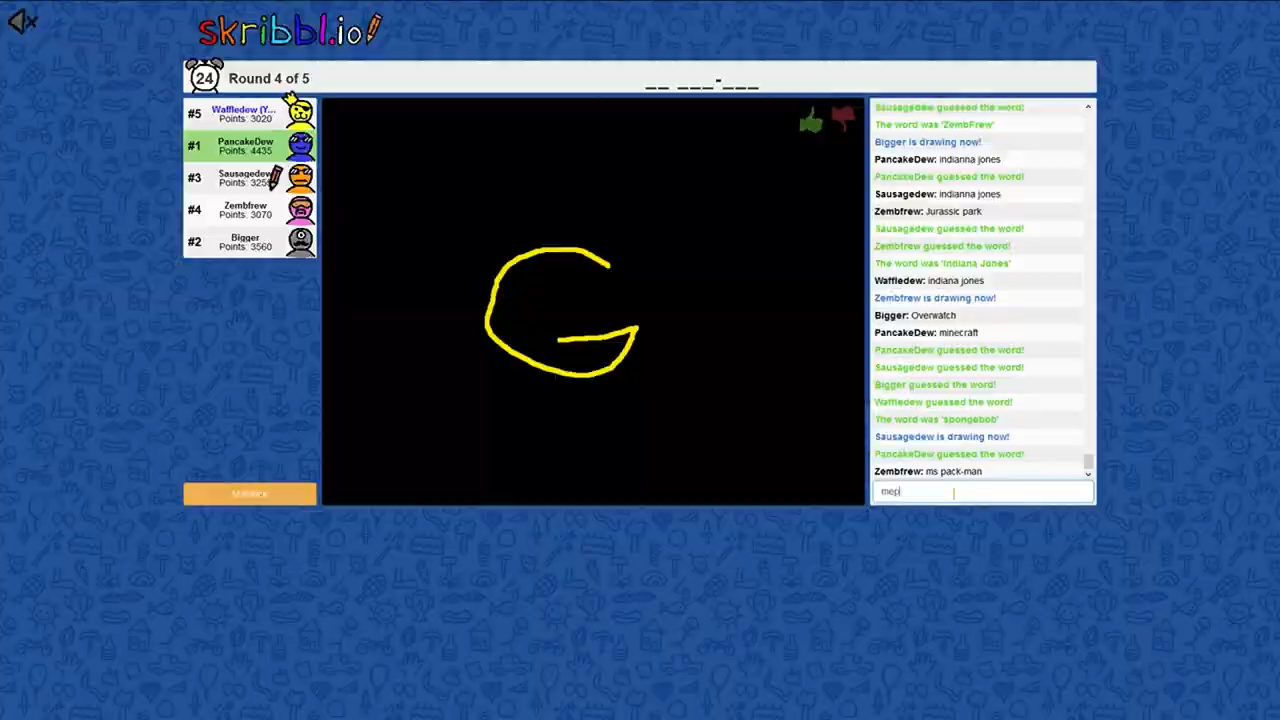 skribbl.io
24
Round 4 of 5
__ ___-___
#5
Waffledew (Y...
Points: 3020
#1
PancakeDew
Points: 4435
#3
Sausagedew
Points: 325
#4
Zembfrew
Points: 3070
#2
Bigger
Points: 3560
Sausagedew guessed the word!
The word was 'ZembFrew'
Bigger is drawing now!
PancakeDew: indianna jones
PancakeDew guessed the word!
Sausagedew: indianna jones
Zembfrew: Jurassic park
Sausagedew guessed the word!
Zembfrew guessed the word!
The word was 'Indiana Jones'
Waffledew: indiana jones
Zembfrew is drawing now!
Bigger: Overwatch
PancakeDew: minecraft
PancakeDew guessed the word!
Sausagedew guessed the word!
Bigger guessed the word!
Waffledew guessed the word!
The word was 'spongebob'
Sausagedew is drawing now!
PancakeDew guessed the word!
Zembfrew: ms pack-man
mep